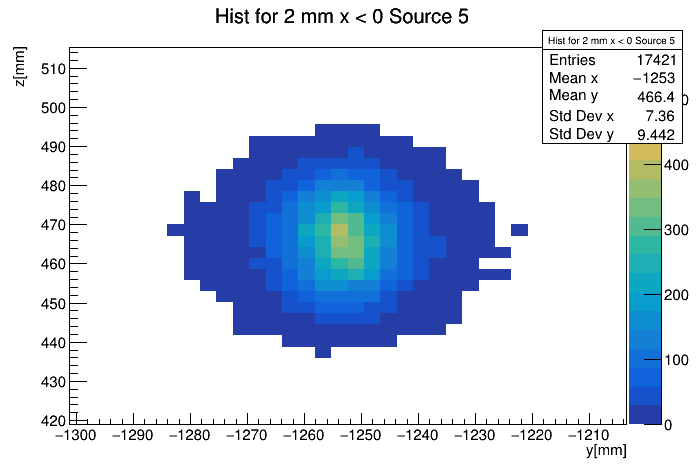 Hist for 2 mm x < 0 Source 5
Hist for 2 mm x < 0 Source 5
Entries 17421
Mean x −1253
Mean y 466.4
Std Dev x 7.36
Std Dev y 9.442
z[mm]
510
500
490
480
470
460
450
440
430
420
−1300 −1290 −1280 −1270 −1260 −1250 −1240 −1230 −1220 −1210
y[mm]
400
300
200
100
0